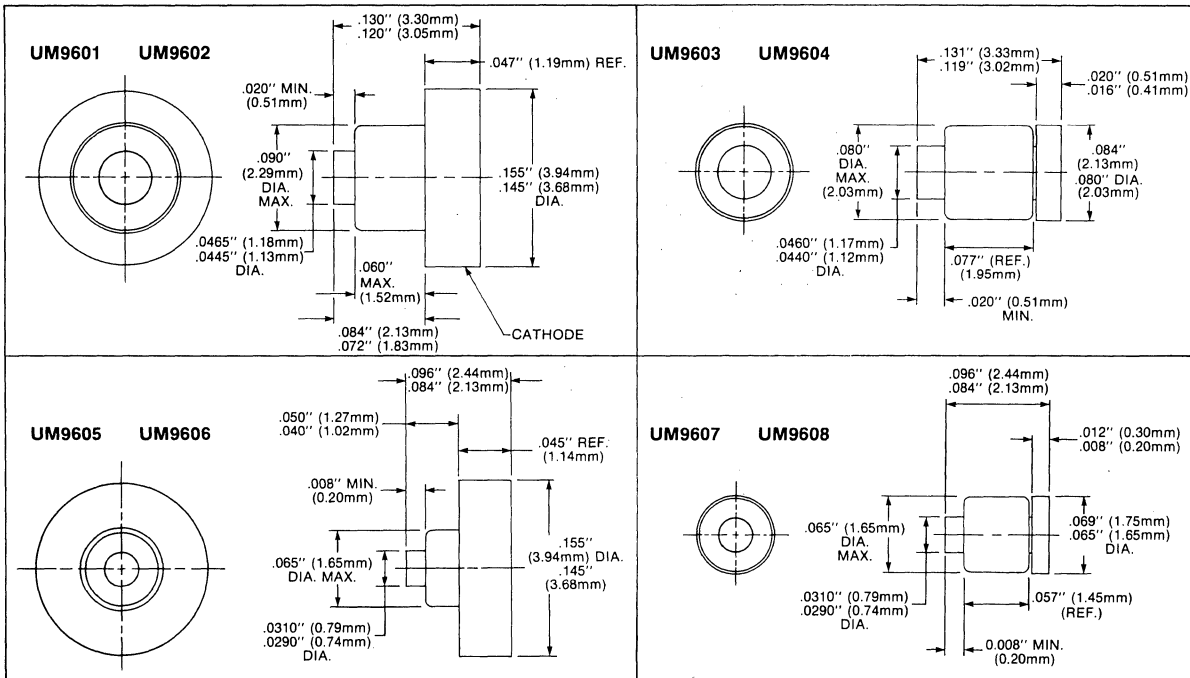 UM9601 UM9602
.130'' (3.30mm)
.120'' (3.05mm)
.047'' (1.19mm) REF.
.020'' MIN.
(0.51mm)
.090''
(2.29mm)
DIA.
MAX.
.155'' (3.94mm)
.145'' (3.68mm)
DIA.
.0465'' (1.18mm)
.0445'' (1.13mm)
DIA.
.060''
MAX.
(1.52mm)
.084'' (2.13mm)
.072'' (1.83mm)
CATHODE
UM9603 UM9604
.131'' (3.33mm)
.119'' (3.02mm)
.020'' (0.51mm)
.016'' (0.41mm)
.080''
DIA.
MAX.
(2.03mm)
.084''
(2.13mm)
.080'' DIA.
(2.03mm)
.0460'' (1.17mm)
.0440'' (1.12mm)
DIA.
.077'' (REF.)
(1.95mm)
.020'' (0.51mm)
MIN.
UM9605 UM9606
.096'' (2.44mm)
.084'' (2.13mm)
.050'' (1.27mm)
.040'' (1.02mm)
.045'' REF.
(1.14mm)
.008'' MIN.
(0.20mm)
.065'' (1.65mm)
DIA. MAX.
.155''
(3.94mm) DIA.
.145''
(3.68mm)
.0310'' (0.79mm)
.0290'' (0.74mm)
DIA.
UM9607 UM9608
.096'' (2.44mm)
.084'' (2.13mm)
.012'' (0.30mm)
.008'' (0.20mm)
.065'' (1.65mm)
DIA.
MAX.
.069'' (1.75mm)
.065'' (1.65mm)
DIA.
.0310'' (0.79mm)
.0290'' (0.74mm)
DIA.
.057'' (1.45mm)
(REF.)
0.008'' MIN.
(0.20mm)